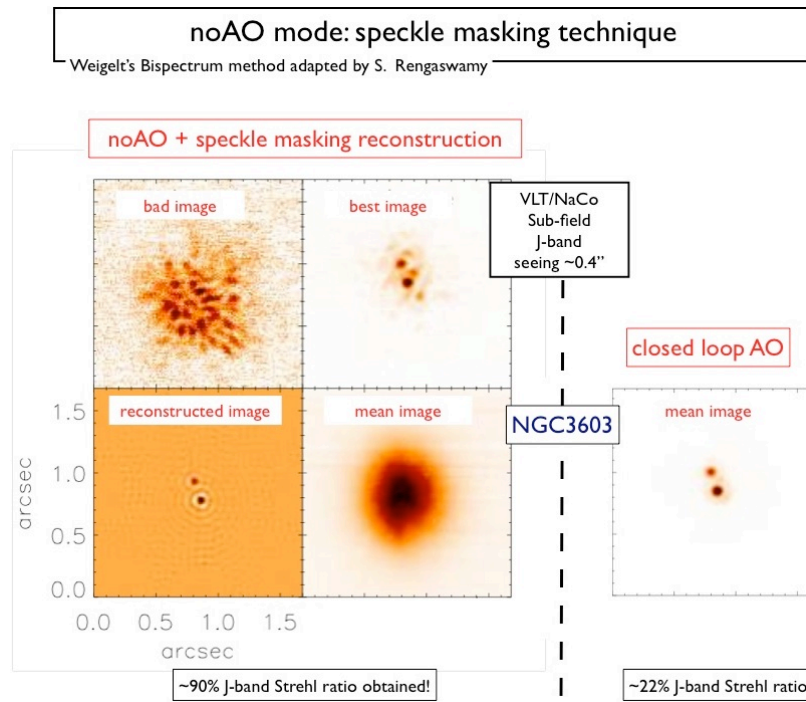 noAO mode: speckle masking technique
Weigelt's Bispectrum method adapted by S. Rengaswamy
noAO + speckle masking reconstruction
bad image
best image
VLT/NaCo
Sub-field
J-band
seeing ~0.4”
closed loop AO
reconstructed image
mean image
NGC3603
mean image
1.5
1.0
0.5
0.0
arcsec
0.0 0.5 1.0 1.5
arcsec
~90% J-band Strehl ratio obtained!
~22% J-band Strehl ratio